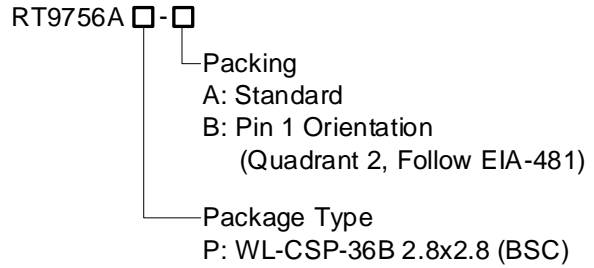 RT9756A □ - □
Packing
A: Standard
B: Pin 1 Orientation
(Quadrant 2, Follow EIA-481)
Package Type
P: WL-CSP-36B 2.8x2.8 (BSC)